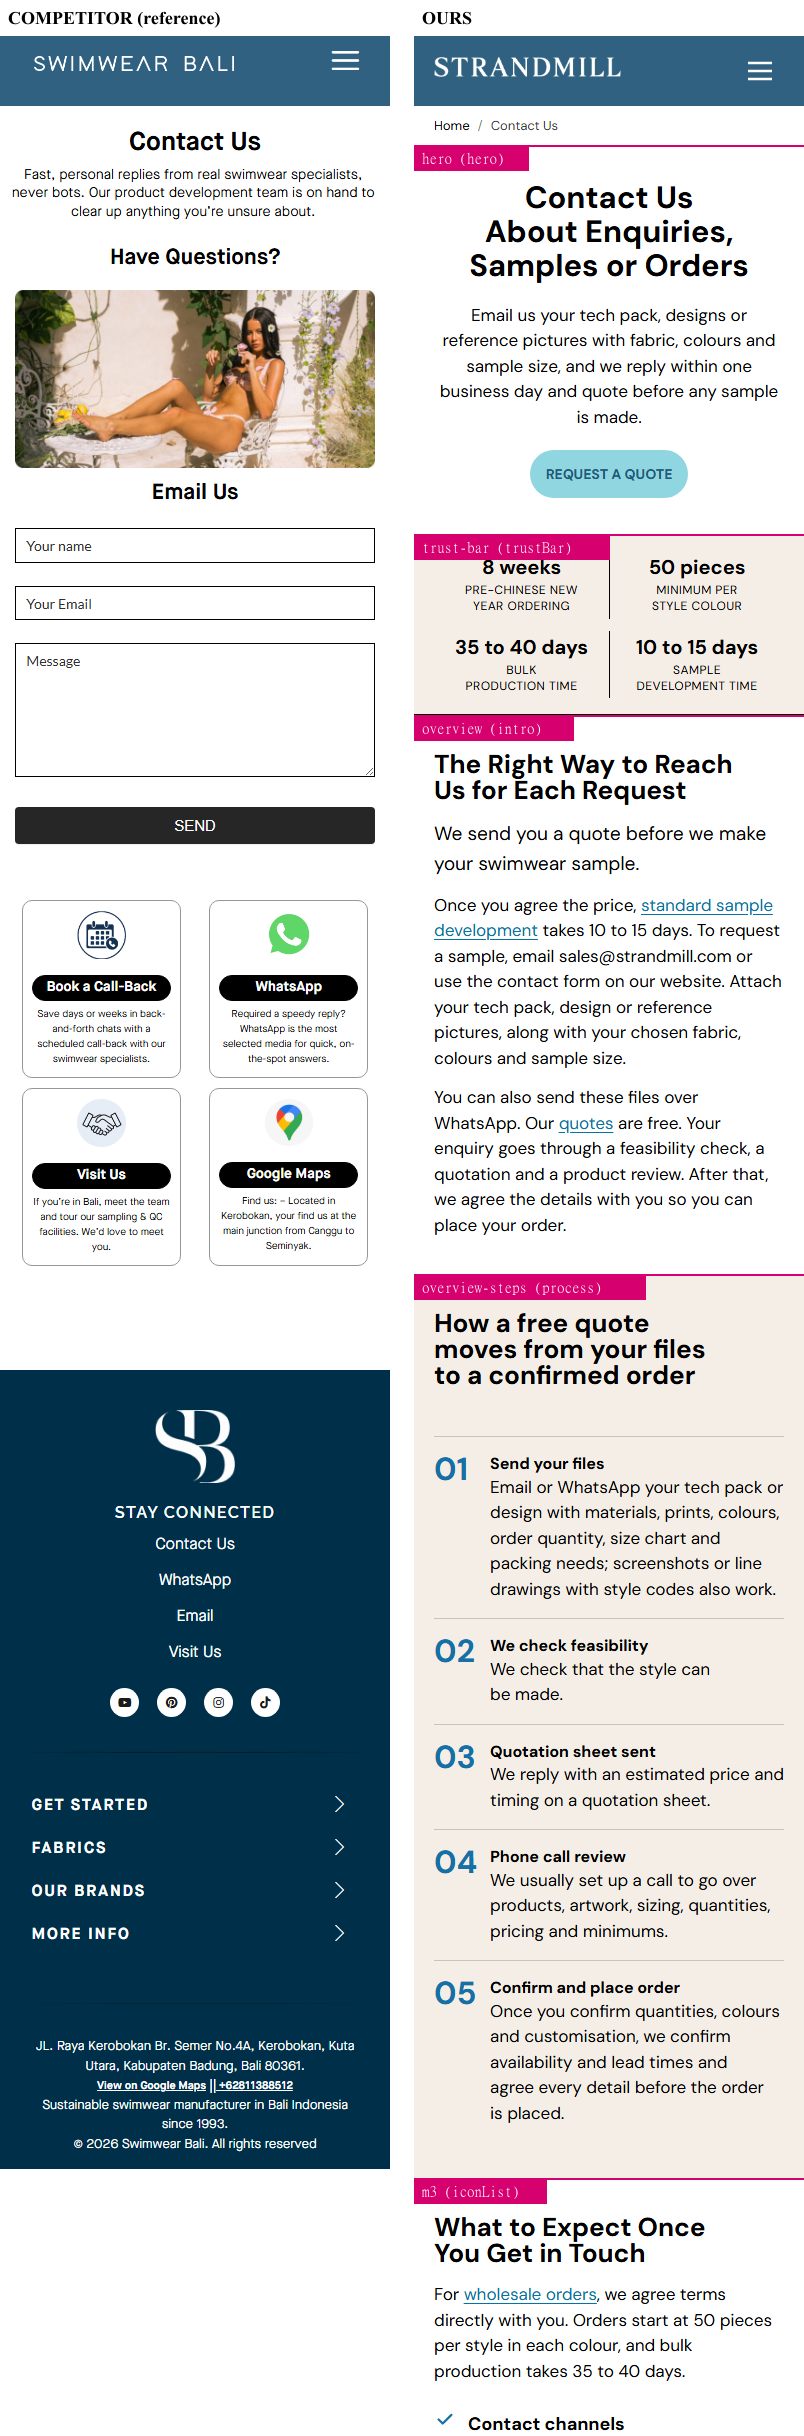 COMPETITOR (reference)
SWIMWEAR BALI
Contact Us
Fast, personal replies from real swimwear specialists,
never bots. Our product development team is on hand to
clear up anything you're unsure about.
Have Questions?
Email Us
Your name
Your Email
Message
SEND
Book a Call-Back
Save days or weeks in back-
and-forth chats with a
scheduled call-back with our
swimwear specialists.
WhatsApp
Required a speedy reply?
WhatsApp is the most
selected media for quick, on-
the-spot answers.
Visit Us
If you're in Bali, meet the team
and tour our sampling & QC
facilities. We'd love to meet
you.
Google Maps
Find us: – Located in
Kerobokan, your find us at the
main junction from Canggu to
Seminyak.
SB
STAY CONNECTED
Contact Us
WhatsApp
Email
Visit Us
GET STARTED
FABRICS
OUR BRANDS
MORE INFO
JL. Raya Kerobokan Br. Semer No.4A, Kerobokan, Kuta
Utara, Kabupaten Badung, Bali 80361.
View on Google Maps || +62811388512
Sustainable swimwear manufacturer in Bali Indonesia
since 1993.
© 2026 Swimwear Bali. All rights reserved
OURS
STRANDMILL
Home / Contact Us
hero (hero)
Contact Us
About Enquiries,
Samples or Orders
Email us your tech pack, designs or
reference pictures with fabric, colours and
sample size, and we reply within one
business day and quote before any sample
is made.
REQUEST A QUOTE
trust-bar (trustBar)
8 weeks
PRE-CHINESE NEW
YEAR ORDERING
50 pieces
MINIMUM PER
STYLE COLOUR
35 to 40 days
BULK
PRODUCTION TIME
10 to 15 days
SAMPLE
DEVELOPMENT TIME
overview (intro)
The Right Way to Reach
Us for Each Request
We send you a quote before we make
your swimwear sample.
Once you agree the price, standard sample
development takes 10 to 15 days. To request
a sample, email sales@strandmill.com or
use the contact form on our website. Attach
your tech pack, design or reference
pictures, along with your chosen fabric,
colours and sample size.
You can also send these files over
WhatsApp. Our quotes are free. Your
enquiry goes through a feasibility check, a
quotation and a product review. After that,
we agree the details with you so you can
place your order.
overview-steps (process)
How a free quote
moves from your files
to a confirmed order
01
Send your files
Email or WhatsApp your tech pack or
design with materials, prints, colours,
order quantity, size chart and
packing needs; screenshots or line
drawings with style codes also work.
02
We check feasibility
We check that the style can
be made.
03
Quotation sheet sent
We reply with an estimated price and
timing on a quotation sheet.
04
Phone call review
We usually set up a call to go over
products, artwork, sizing, quantities,
pricing and minimums.
05
Confirm and place order
Once you confirm quantities, colours
and customisation, we confirm
availability and lead times and
agree every detail before the order
is placed.
m3 (iconList)
What to Expect Once
You Get in Touch
For wholesale orders, we agree terms
directly with you. Orders start at 50 pieces
per style in each colour, and bulk
production takes 35 to 40 days.
Contact channels